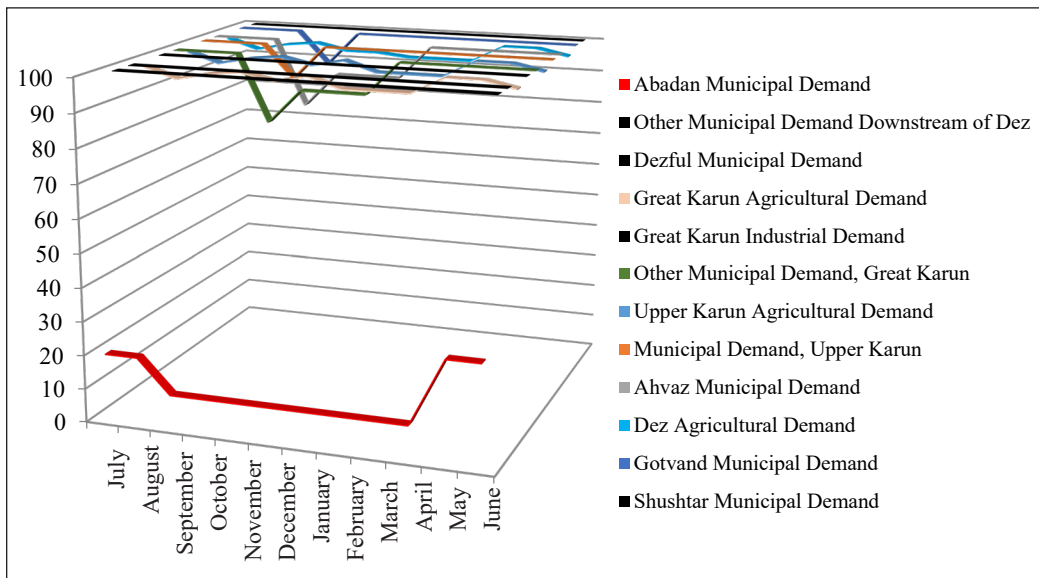 100
90
80
70
60
50
40
30
20
10
0
July
August
September
October
November
December
January
February
March
April
May
June
Abadan Municipal Demand
Other Municipal Demand Downstream of Dez
Dezful Municipal Demand
Great Karun Agricultural Demand
Great Karun Industrial Demand
Other Municipal Demand, Great Karun
Upper Karun Agricultural Demand
Municipal Demand, Upper Karun
Ahvaz Municipal Demand
Dez Agricultural Demand
Gotvand Municipal Demand
Shushtar Municipal Demand